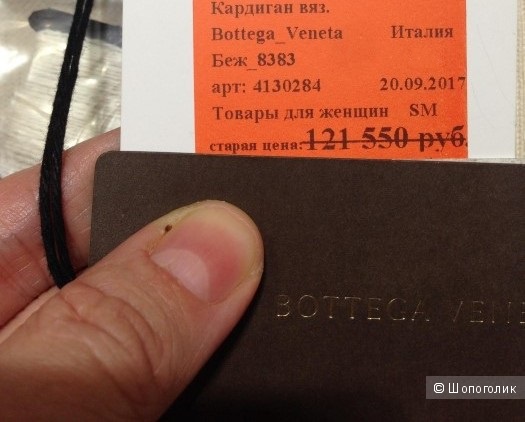 Кардиган вяз.
Bottega_Veneta Италия
Беж_8383
арт: 4130284 20.09.2017
Товары для женщин SM
старая цена: 121 550 руб.
BOTTEGA VENE
© Шопоголик